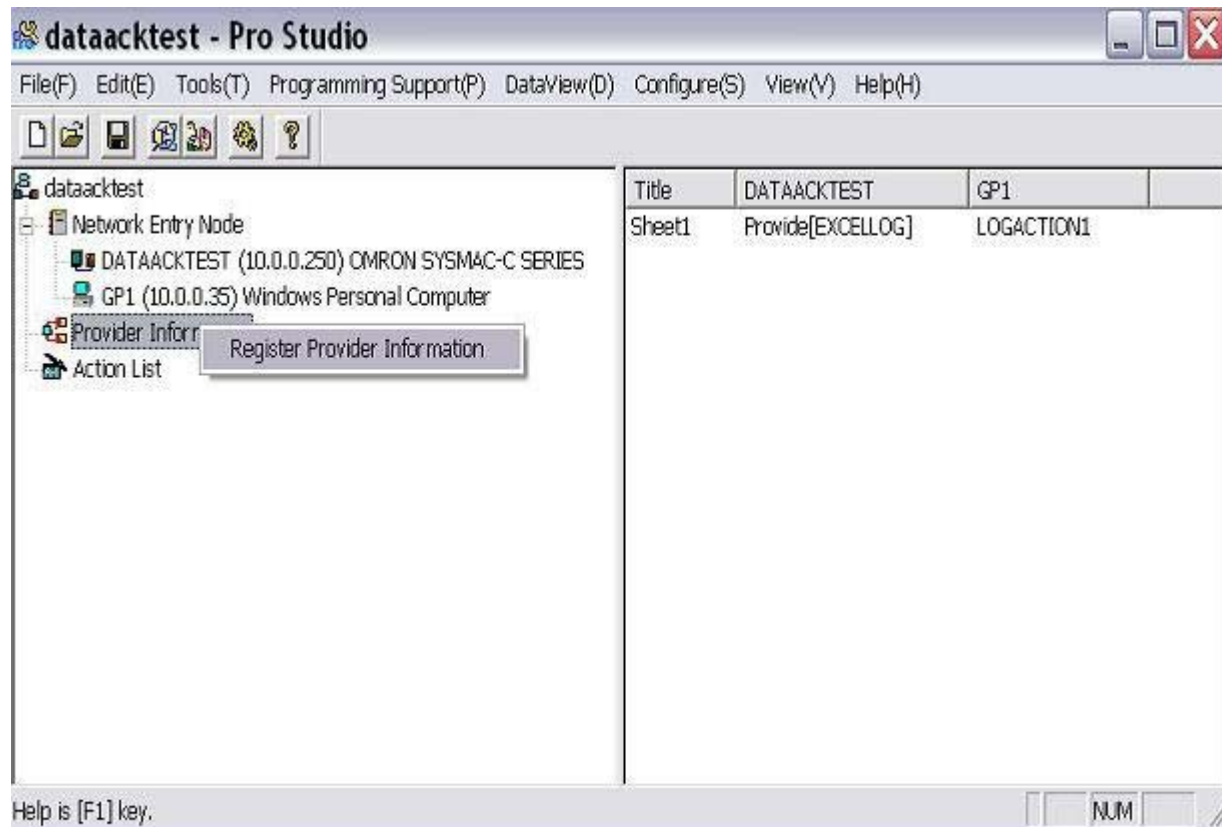 dataacktest - Pro Studio
File(F) Edit(E) Tools(T) Programming Support(P) DataView(D) Configure(S) View(V) Help(H)
dataacktest
Network Entry Node
DATAACKTEST (10.0.0.250) OMRON SYSMAC-C SERIES
GP1 (10.0.0.35) Windows Personal Computer
Provider
Register Provider Information
Action List
Title DATAACKTEST GP1
Sheet1 Provide[EXCELLOG] LOGACTION1
Help is [F1] key.
NUM